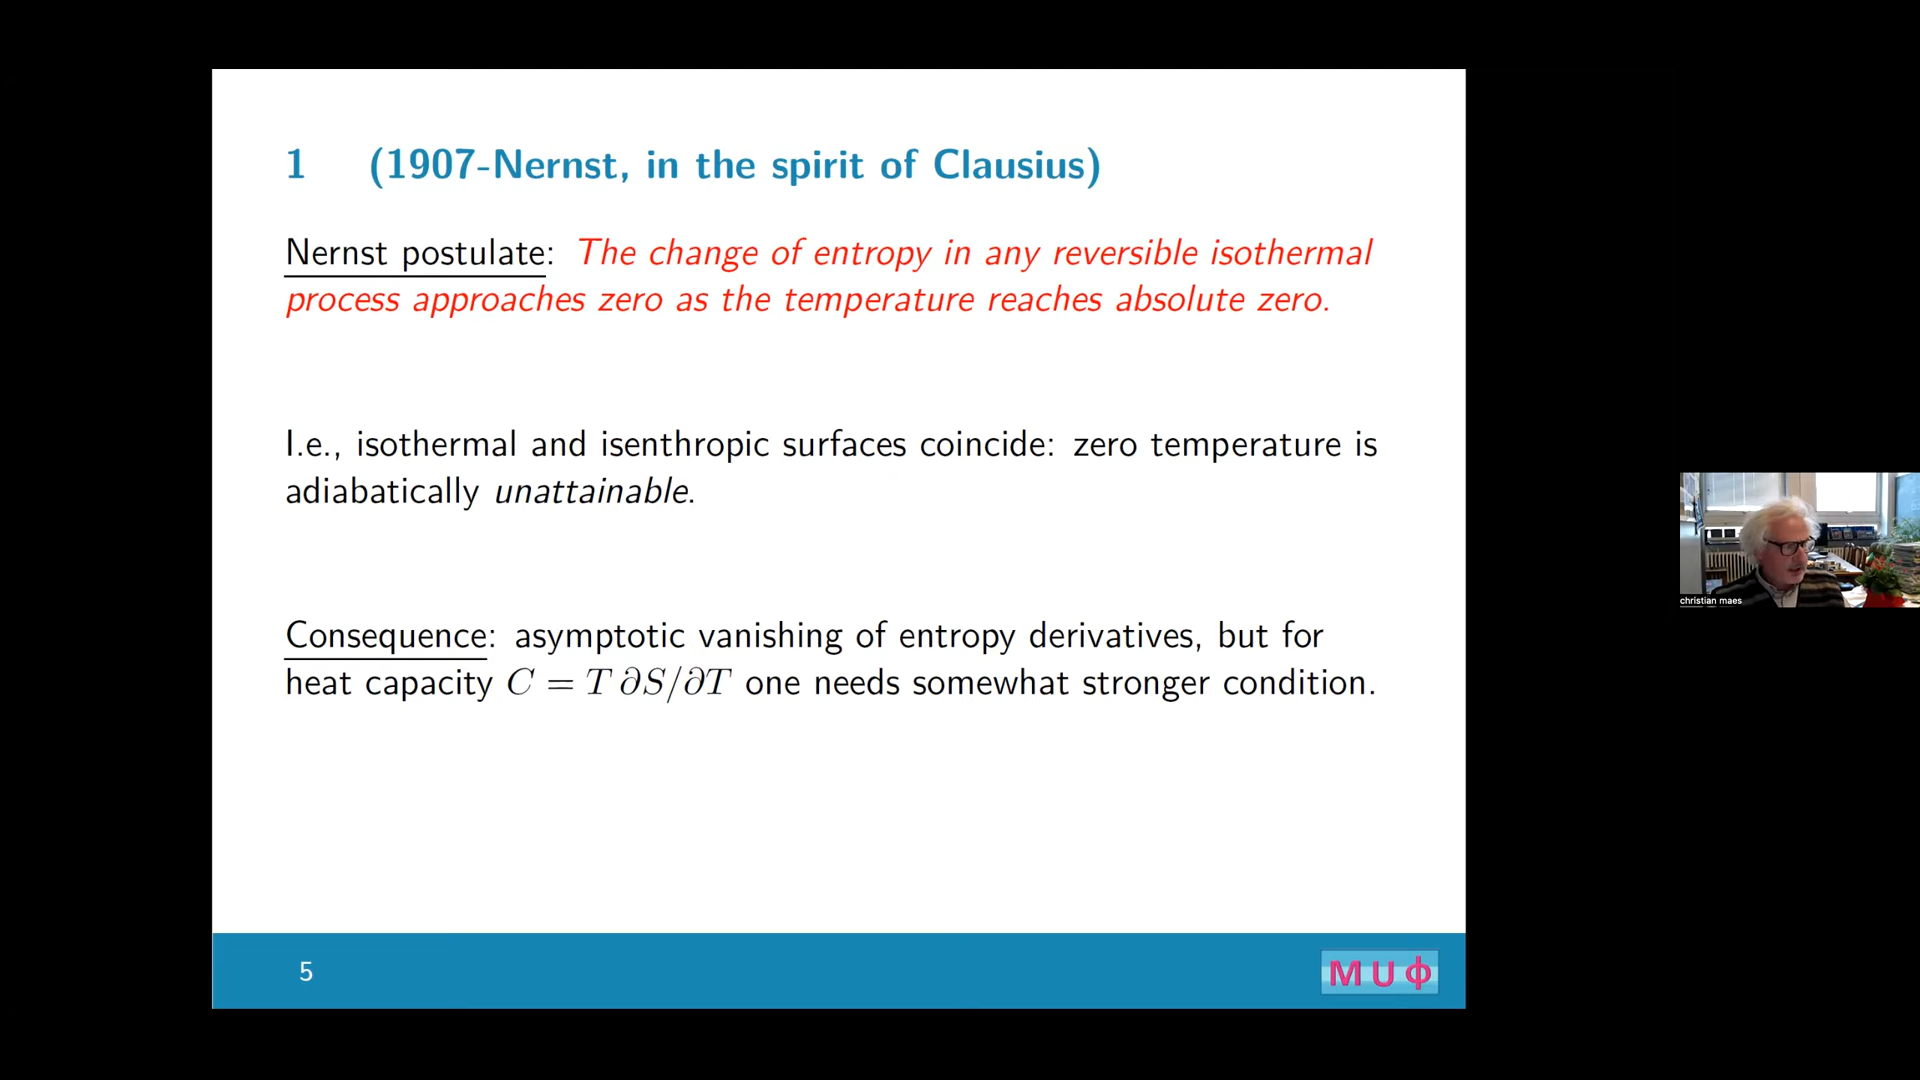 1 (1907-Nernst, in the spirit of Clausius)
Nernst postulate: The change of entropy in any reversible isothermal
process approaches zero as the temperature reaches absolute zero.
I.e., isothermal and isenthropic surfaces coincide: zero temperature is
adiabatically unattainable.
Consequence: asymptotic vanishing of entropy derivatives, but for
heat capacity C = T ∂S/∂T one needs somewhat stronger condition.
5
M U Φ
christian maes